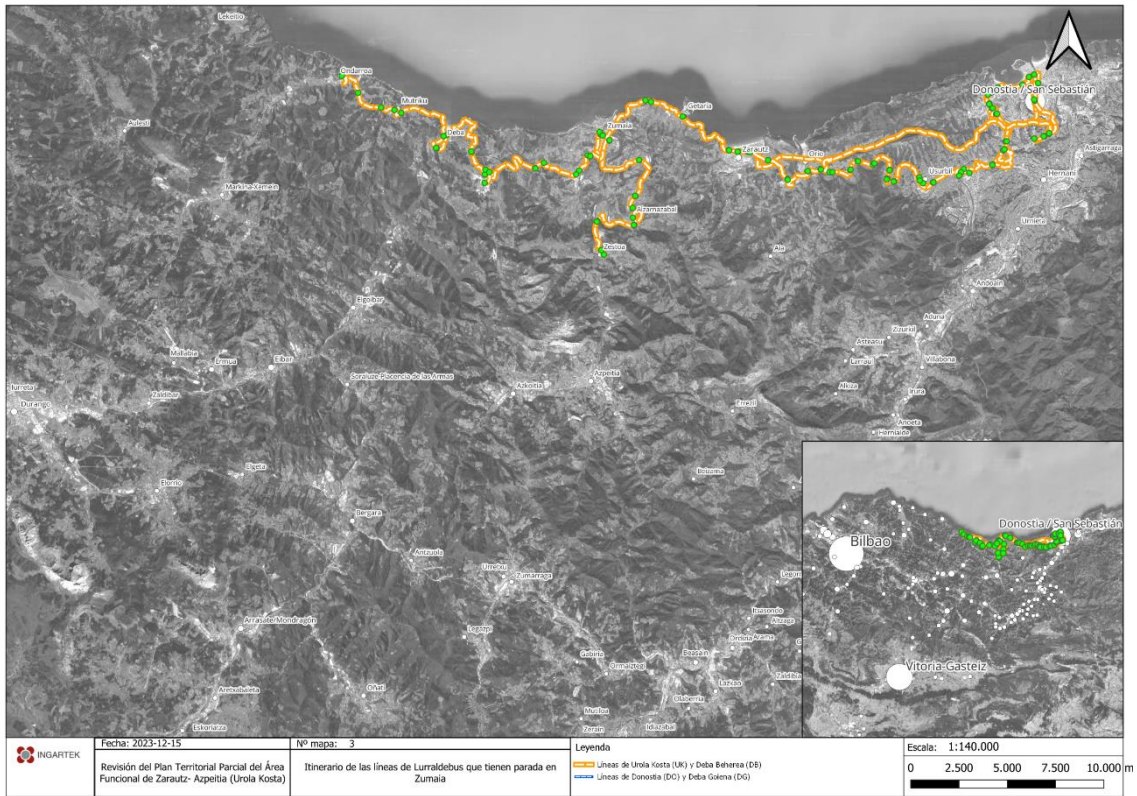 Lekeitio
Ondarroa
Mutriku
Aulesti
Deba
Getaria
Zumaia
Donostia / San Sebastián
Zarautz
Orio
Astigarraga
Markina-Xemein
Usurbil
Hernani
Urnieta
Aizarnazabal
Zestoa
Aia
Andoain
Elgoibar
Aduna
Zizurkil
Asteasu
Larraul
Villabona
Mallabia
Ermua
Eibar
Soraluze-Placencia de las Armas
Azpeitia
Azkoitia
Alkiza
Irura
Zaldibar
Iurreta
Durango
Errezil
Anoeta
Hernialde
Elgeta
Elorrio
Beizama
Bergara
Antzuola
Urretxu
Zumarraga
Legorr
Itsasondo
Altzaga
Arrasate/Mondragón
Legazpi
Ordizia
Arama
Gabiria
Ormaiztegi
Beasain
Zaldibia
Lazkao
Olaberria
Aretxabaleta
Oñati
Mutiloa
Eskoriatza
Zerain
Idiazabal
Donostia / San Sebastián
Bilbao
Vitoria-Gasteiz
INGARTEK
Fecha: 2023-12-15
Revisión del Plan Territorial Parcial del Área
Funcional de Zarautz- Azpeitia (Urola Kosta)
Nº mapa: 3
Itinerario de las líneas de Lurraldebus que tienen parada en
Zumaia
Leyenda
Líneas de Urola Kosta (UK) y Deba Beherea (DB)
Líneas de Donostia (DO) y Deba Goiena (DG)
Escala: 1:140.000
0 2.500 5.000 7.500 10.000 m